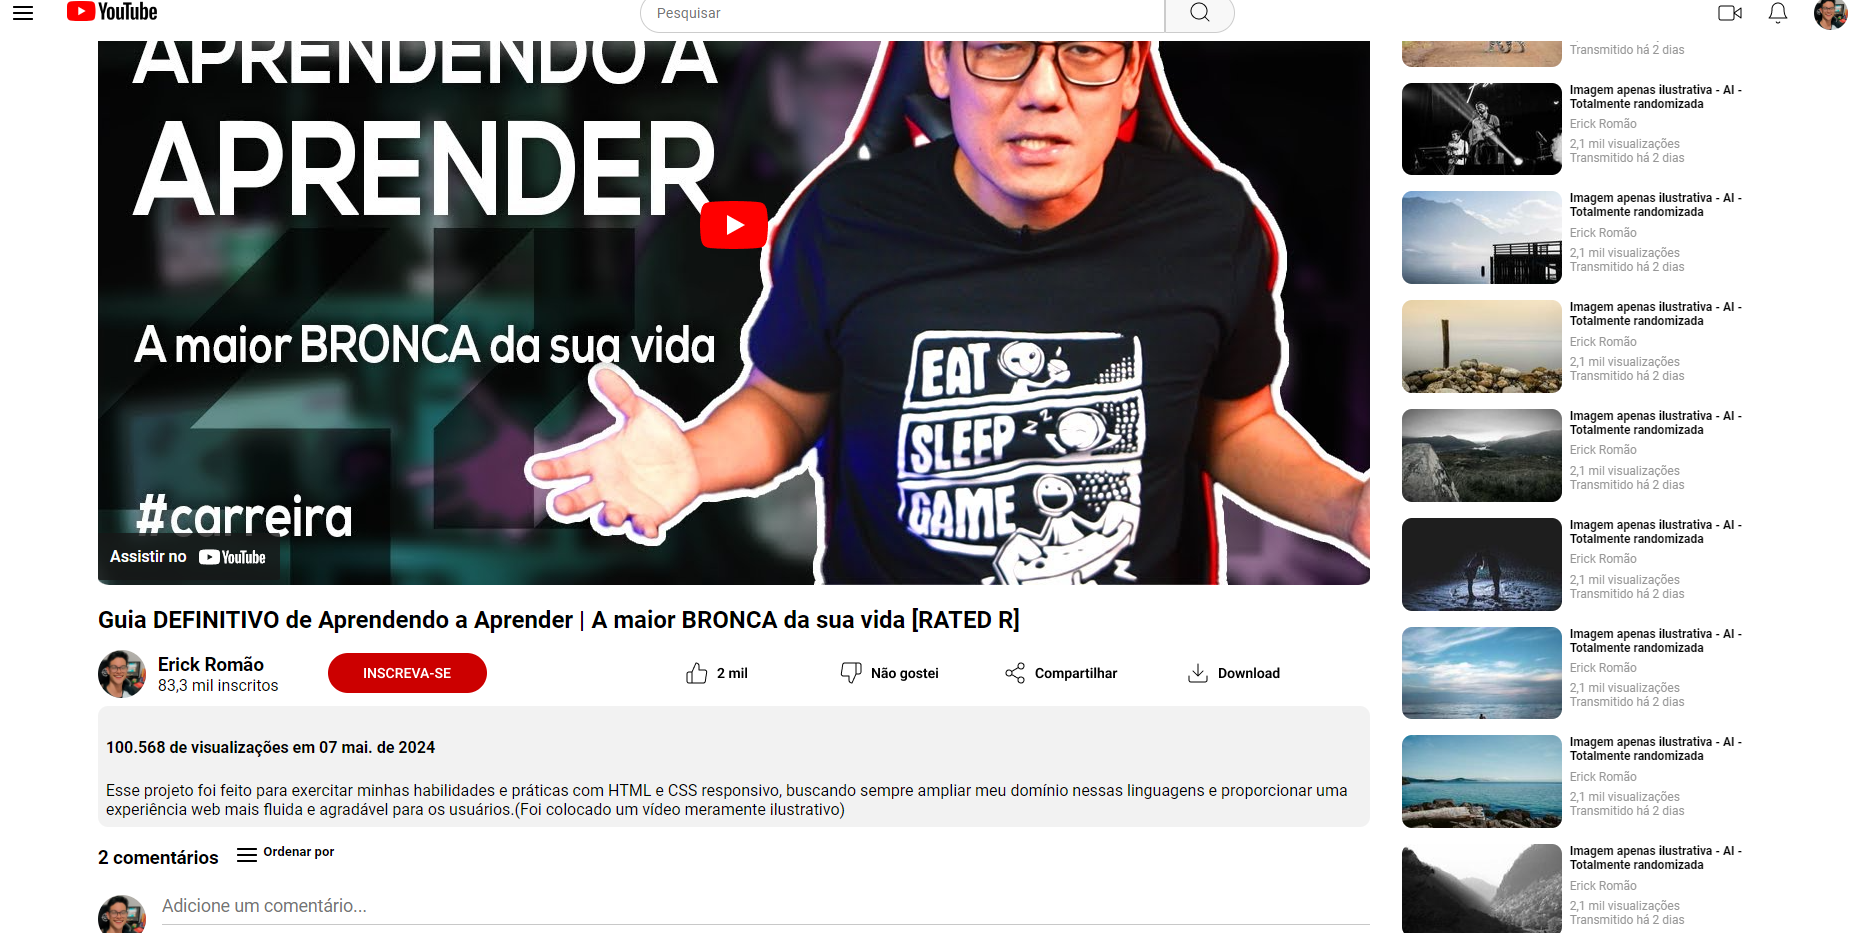 YouTube
Pesquisar
APRENDENDO A
APRENDER
A maior BRONCA da sua vida
#carreira
EAT
SLEEP
z z
GAME
Assistir no YouTube
Guia DEFINITIVO de Aprendendo a Aprender | A maior BRONCA da sua vida [RATED R]
Erick Romão
83,3 mil inscritos
INSCREVA-SE
2 mil
Não gostei
Compartilhar
Download
100.568 de visualizações em 07 mai. de 2024
Esse projeto foi feito para exercitar minhas habilidades e práticas com HTML e CSS responsivo, buscando sempre ampliar meu domínio nessas linguagens e proporcionar uma
experiência web mais fluida e agradável para os usuários.(Foi colocado um vídeo meramente ilustrativo)
2 comentários
Ordenar por
Adicione um comentário...
Transmitido há 2 dias
Imagem apenas ilustrativa - AI -
Totalmente randomizada
Erick Romão
2,1 mil visualizações
Transmitido há 2 dias
Imagem apenas ilustrativa - AI -
Totalmente randomizada
Erick Romão
2,1 mil visualizações
Transmitido há 2 dias
Imagem apenas ilustrativa - AI -
Totalmente randomizada
Erick Romão
2,1 mil visualizações
Transmitido há 2 dias
Imagem apenas ilustrativa - AI -
Totalmente randomizada
Erick Romão
2,1 mil visualizações
Transmitido há 2 dias
Imagem apenas ilustrativa - AI -
Totalmente randomizada
Erick Romão
2,1 mil visualizações
Transmitido há 2 dias
Imagem apenas ilustrativa - AI -
Totalmente randomizada
Erick Romão
2,1 mil visualizações
Transmitido há 2 dias
Imagem apenas ilustrativa - AI -
Totalmente randomizada
Erick Romão
2,1 mil visualizações
Transmitido há 2 dias
Imagem apenas ilustrativa - AI -
Totalmente randomizada
Erick Romão
2,1 mil visualizações
Transmitido há 2 dias